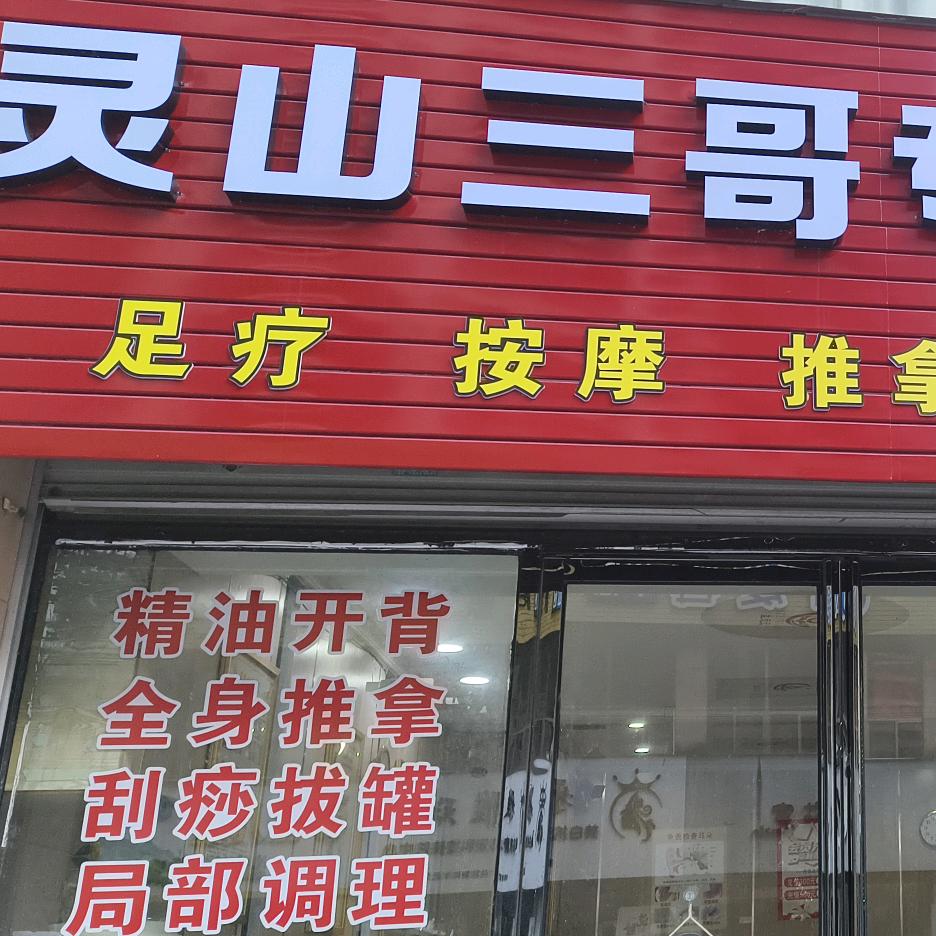 灵山三哥
足疗 按摩 推拿
精油开背
全身推拿
刮痧拔罐
局部调理